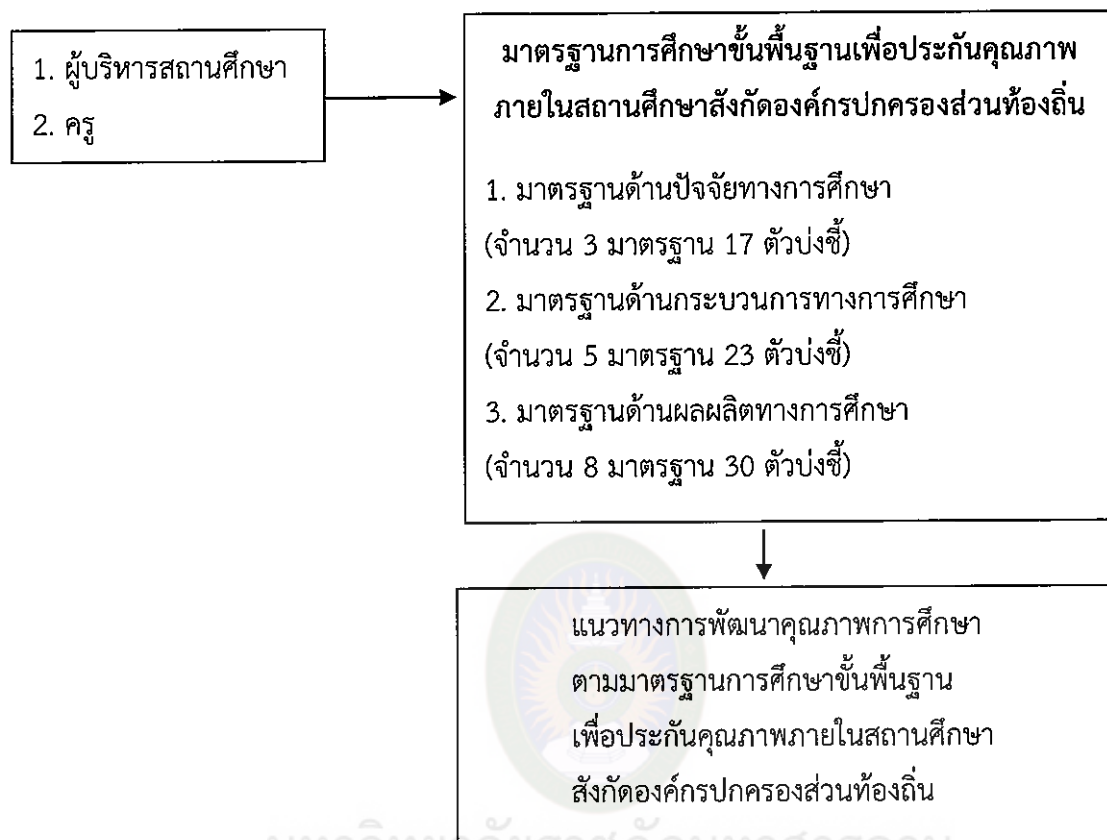 1. ผู้บริหารสถานศึกษา
2. ครู
มาตรฐานการศึกษาขั้นพื้นฐานเพื่อประกันคุณภาพ
ภายในสถานศึกษาสังกัดองค์กรปกครองส่วนท้องถิ่น
1. มาตรฐานด้านปัจจัยทางการศึกษา
(จำนวน 3 มาตรฐาน 17 ตัวบ่งชี้)
2. มาตรฐานด้านกระบวนการทางการศึกษา
(จำนวน 5 มาตรฐาน 23 ตัวบ่งชี้)
3. มาตรฐานด้านผลผลิตทางการศึกษา
(จำนวน 8 มาตรฐาน 30 ตัวบ่งชี้)
แนวทางการพัฒนาคุณภาพการศึกษา
ตามมาตรฐานการศึกษาขั้นพื้นฐาน
เพื่อประกันคุณภาพภายในสถานศึกษา
สังกัดองค์กรปกครองส่วนท้องถิ่น